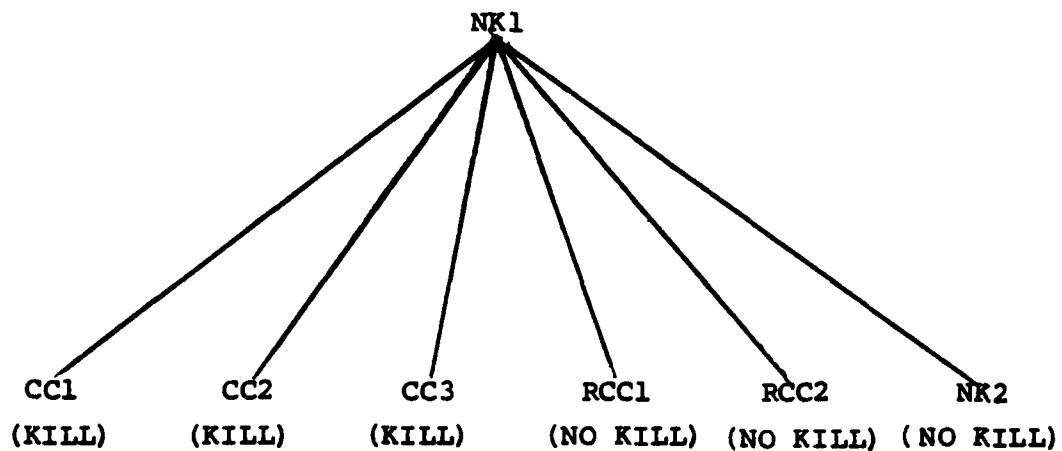 NK1
CC1 CC2 CC3 RCC1 RCC2 NK2
(KILL) (KILL) (KILL) (NO KILL) (NO KILL) (NO KILL)